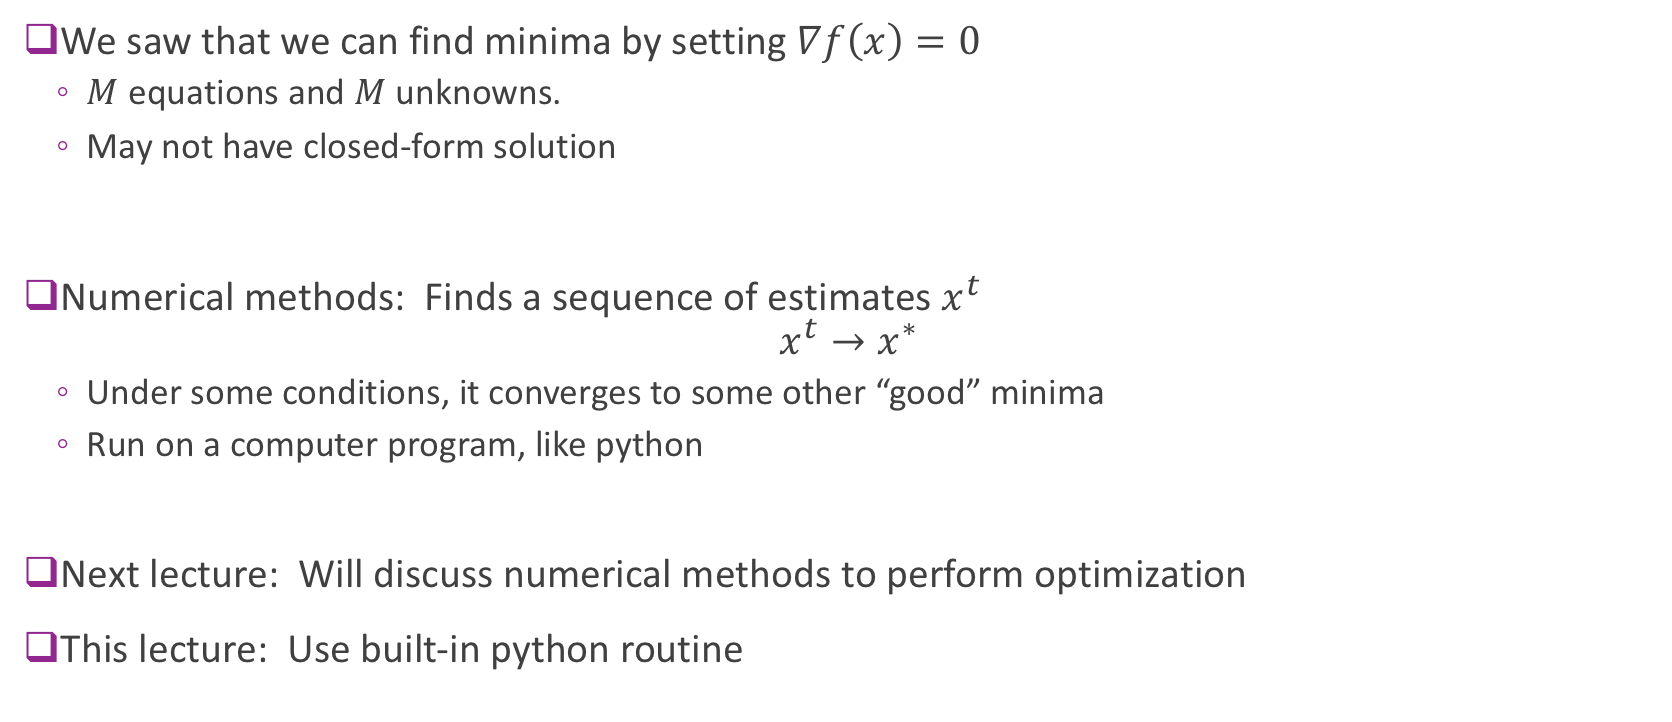 ❑We saw that we can find minima by setting ∇f(x) = 0
◦ M equations and M unknowns.
◦ May not have closed-form solution
❑Numerical methods: Finds a sequence of estimates xᵗ
xᵗ → x*
◦ Under some conditions, it converges to some other “good” minima
◦ Run on a computer program, like python
❑Next lecture: Will discuss numerical methods to perform optimization
❑This lecture: Use built-in python routine